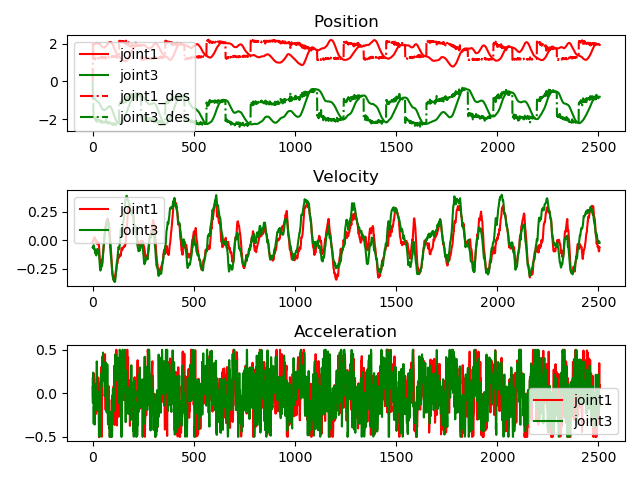 Position
2
0
−2
joint1
joint3
joint1_des
joint3_des
0 500 1000 1500 2000 2500
Velocity
0.25
0.00
−0.25
joint1
joint3
0 500 1000 1500 2000 2500
Acceleration
0.5
0.0
−0.5
joint1
joint3
0 500 1000 1500 2000 2500